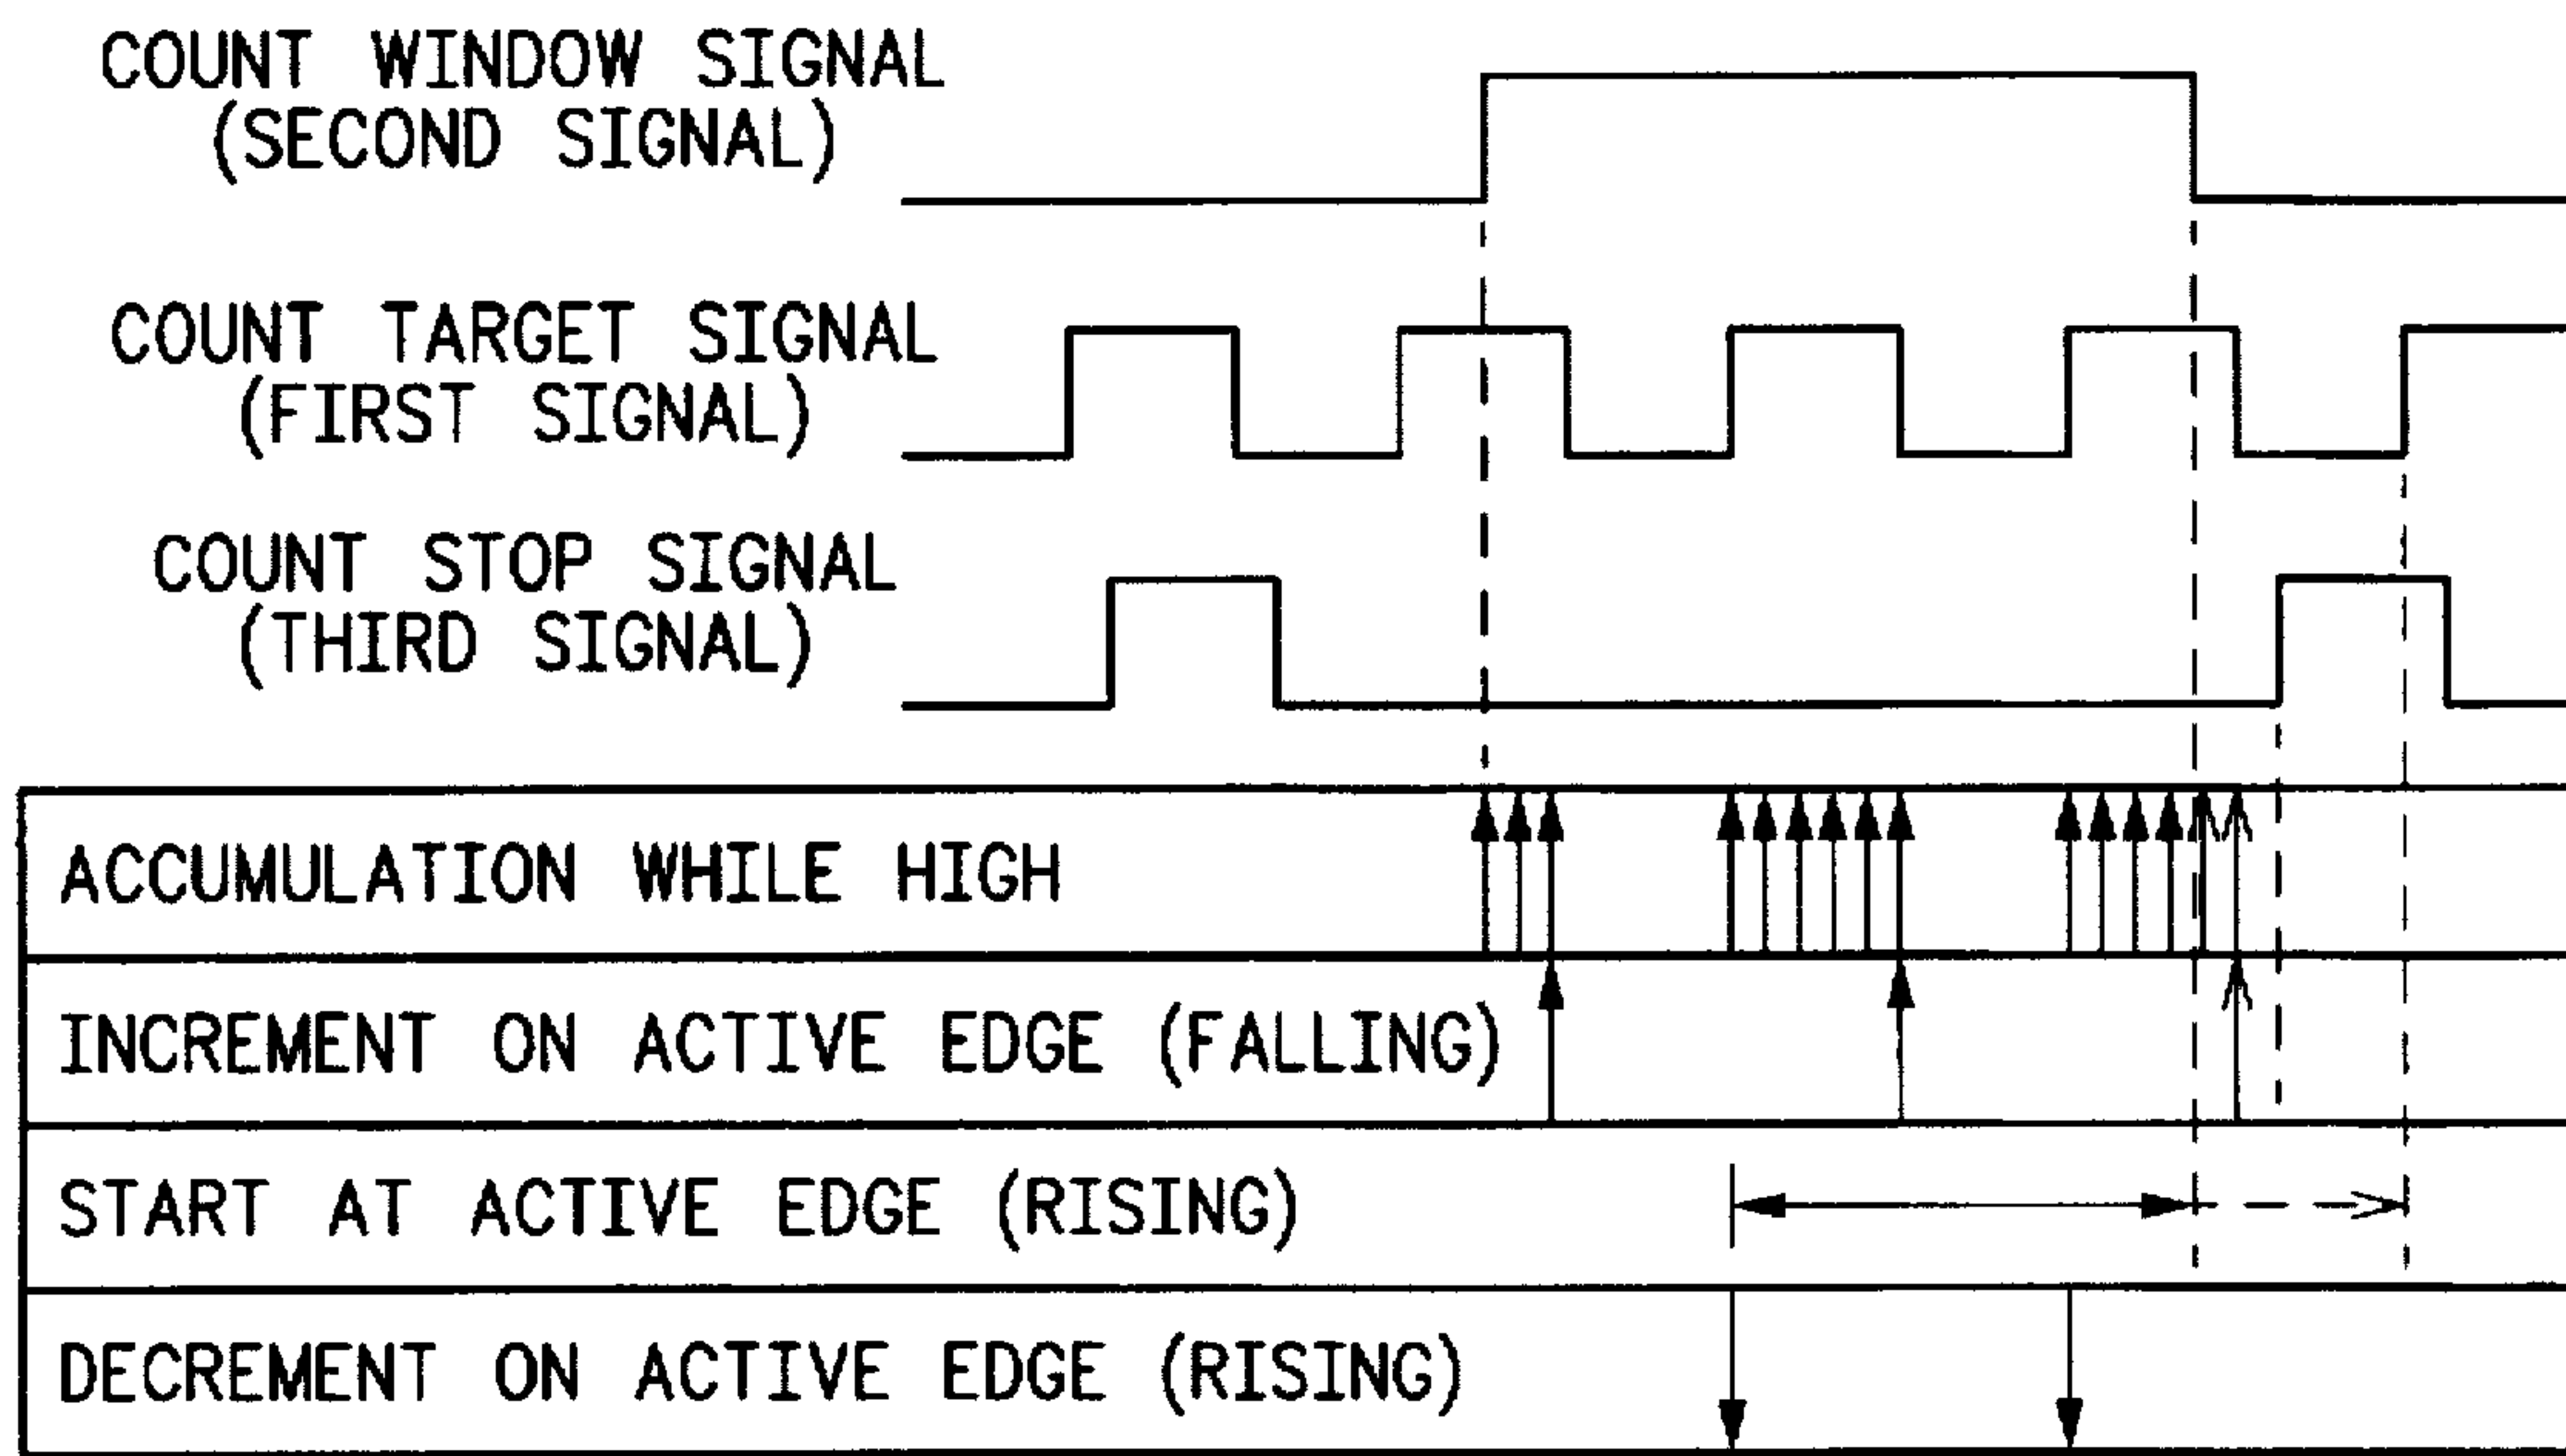 COUNT WINDOW SIGNAL
(SECOND SIGNAL)
COUNT TARGET SIGNAL
(FIRST SIGNAL)
COUNT STOP SIGNAL
(THIRD SIGNAL)
ACCUMULATION WHILE HIGH
INCREMENT ON ACTIVE EDGE (FALLING)
START AT ACTIVE EDGE (RISING)
DECREMENT ON ACTIVE EDGE (RISING)